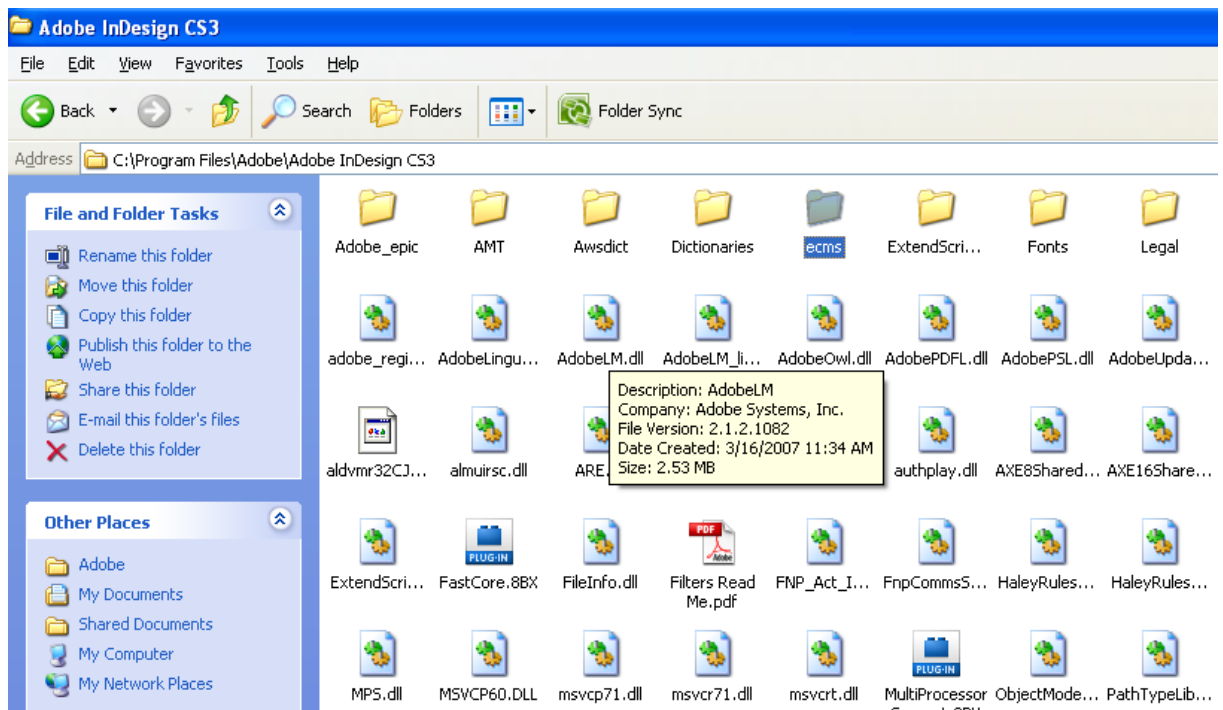 Adobe InDesign CS3
File Edit View Favorites Tools Help
Back Search Folders Folder Sync
Address C:\Program Files\Adobe\Adobe InDesign CS3
File and Folder Tasks
Rename this folder
Move this folder
Copy this folder
Publish this folder to the
Web
Share this folder
E-mail this folder's files
Delete this folder
Other Places
Adobe
My Documents
Shared Documents
My Computer
My Network Places
Adobe_epic AMT Awsdict Dictionaries ecms ExtendScri... Fonts Legal
adobe_regi... AdobeLingu... AdobeLM.dll AdobeLM_li... AdobeOwl.dll AdobePDFL.dll AdobePSL.dll AdobeUpda...
Description: AdobeLM
Company: Adobe Systems, Inc.
File Version: 2.1.2.1082
Date Created: 3/16/2007 11:34 AM
Size: 2.53 MB
aldvmr32CJ... almuirsc.dll ARE. authplay.dll AXE8Shared... AXE16Share...
ExtendScri... FastCore.8BX FileInfo.dll Filters Read
Me.pdf
FNP_Act_I... FnpCommsS... HaleyRules... HaleyRules...
PLUG-IN
PDF
Adobe
MPS.dll MSVCP60.DLL msvcp71.dll msvcr71.dll msvcrt.dll MultiProcessor ObjectMode... PathTypeLib...
PLUG-IN